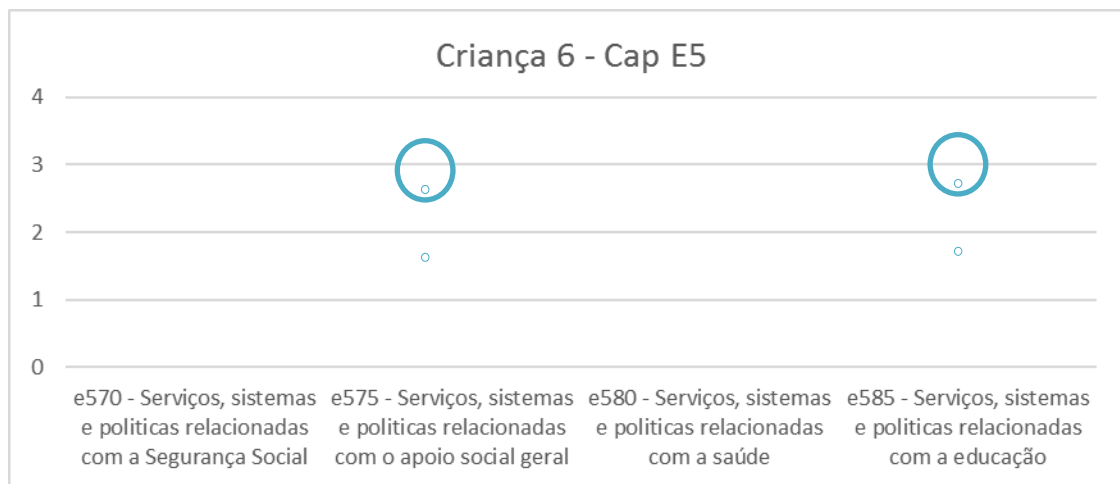 Criança 6 - Cap E5
4
3
2
1
0
e570 - Serviços, sistemas
e politicas relacionadas
com a Segurança Social
e575 - Serviços, sistemas
e politicas relacionadas
com o apoio social geral
e580 - Serviços, sistemas
e politicas relacionadas
com a saúde
e585 - Serviços, sistemas
e politicas relacionadas
com a educação